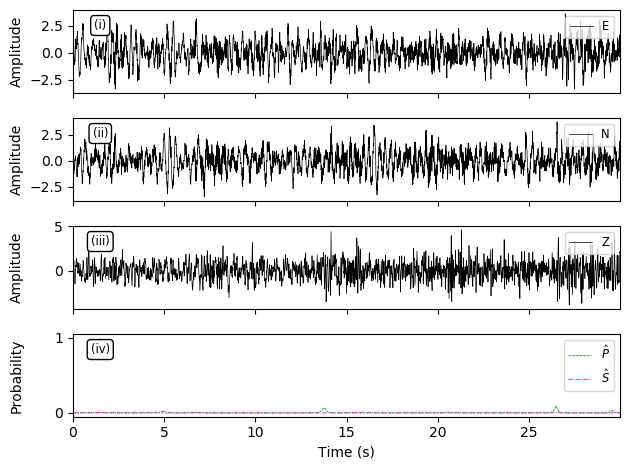 (i)
E
Amplitude
2.5
0.0
−2.5
(ii)
N
Amplitude
2.5
0.0
−2.5
(iii)
Z
Amplitude
5
0
(iv)
P̂
Ŝ
Probability
1
0
0 5 10 15 20 25
Time (s)